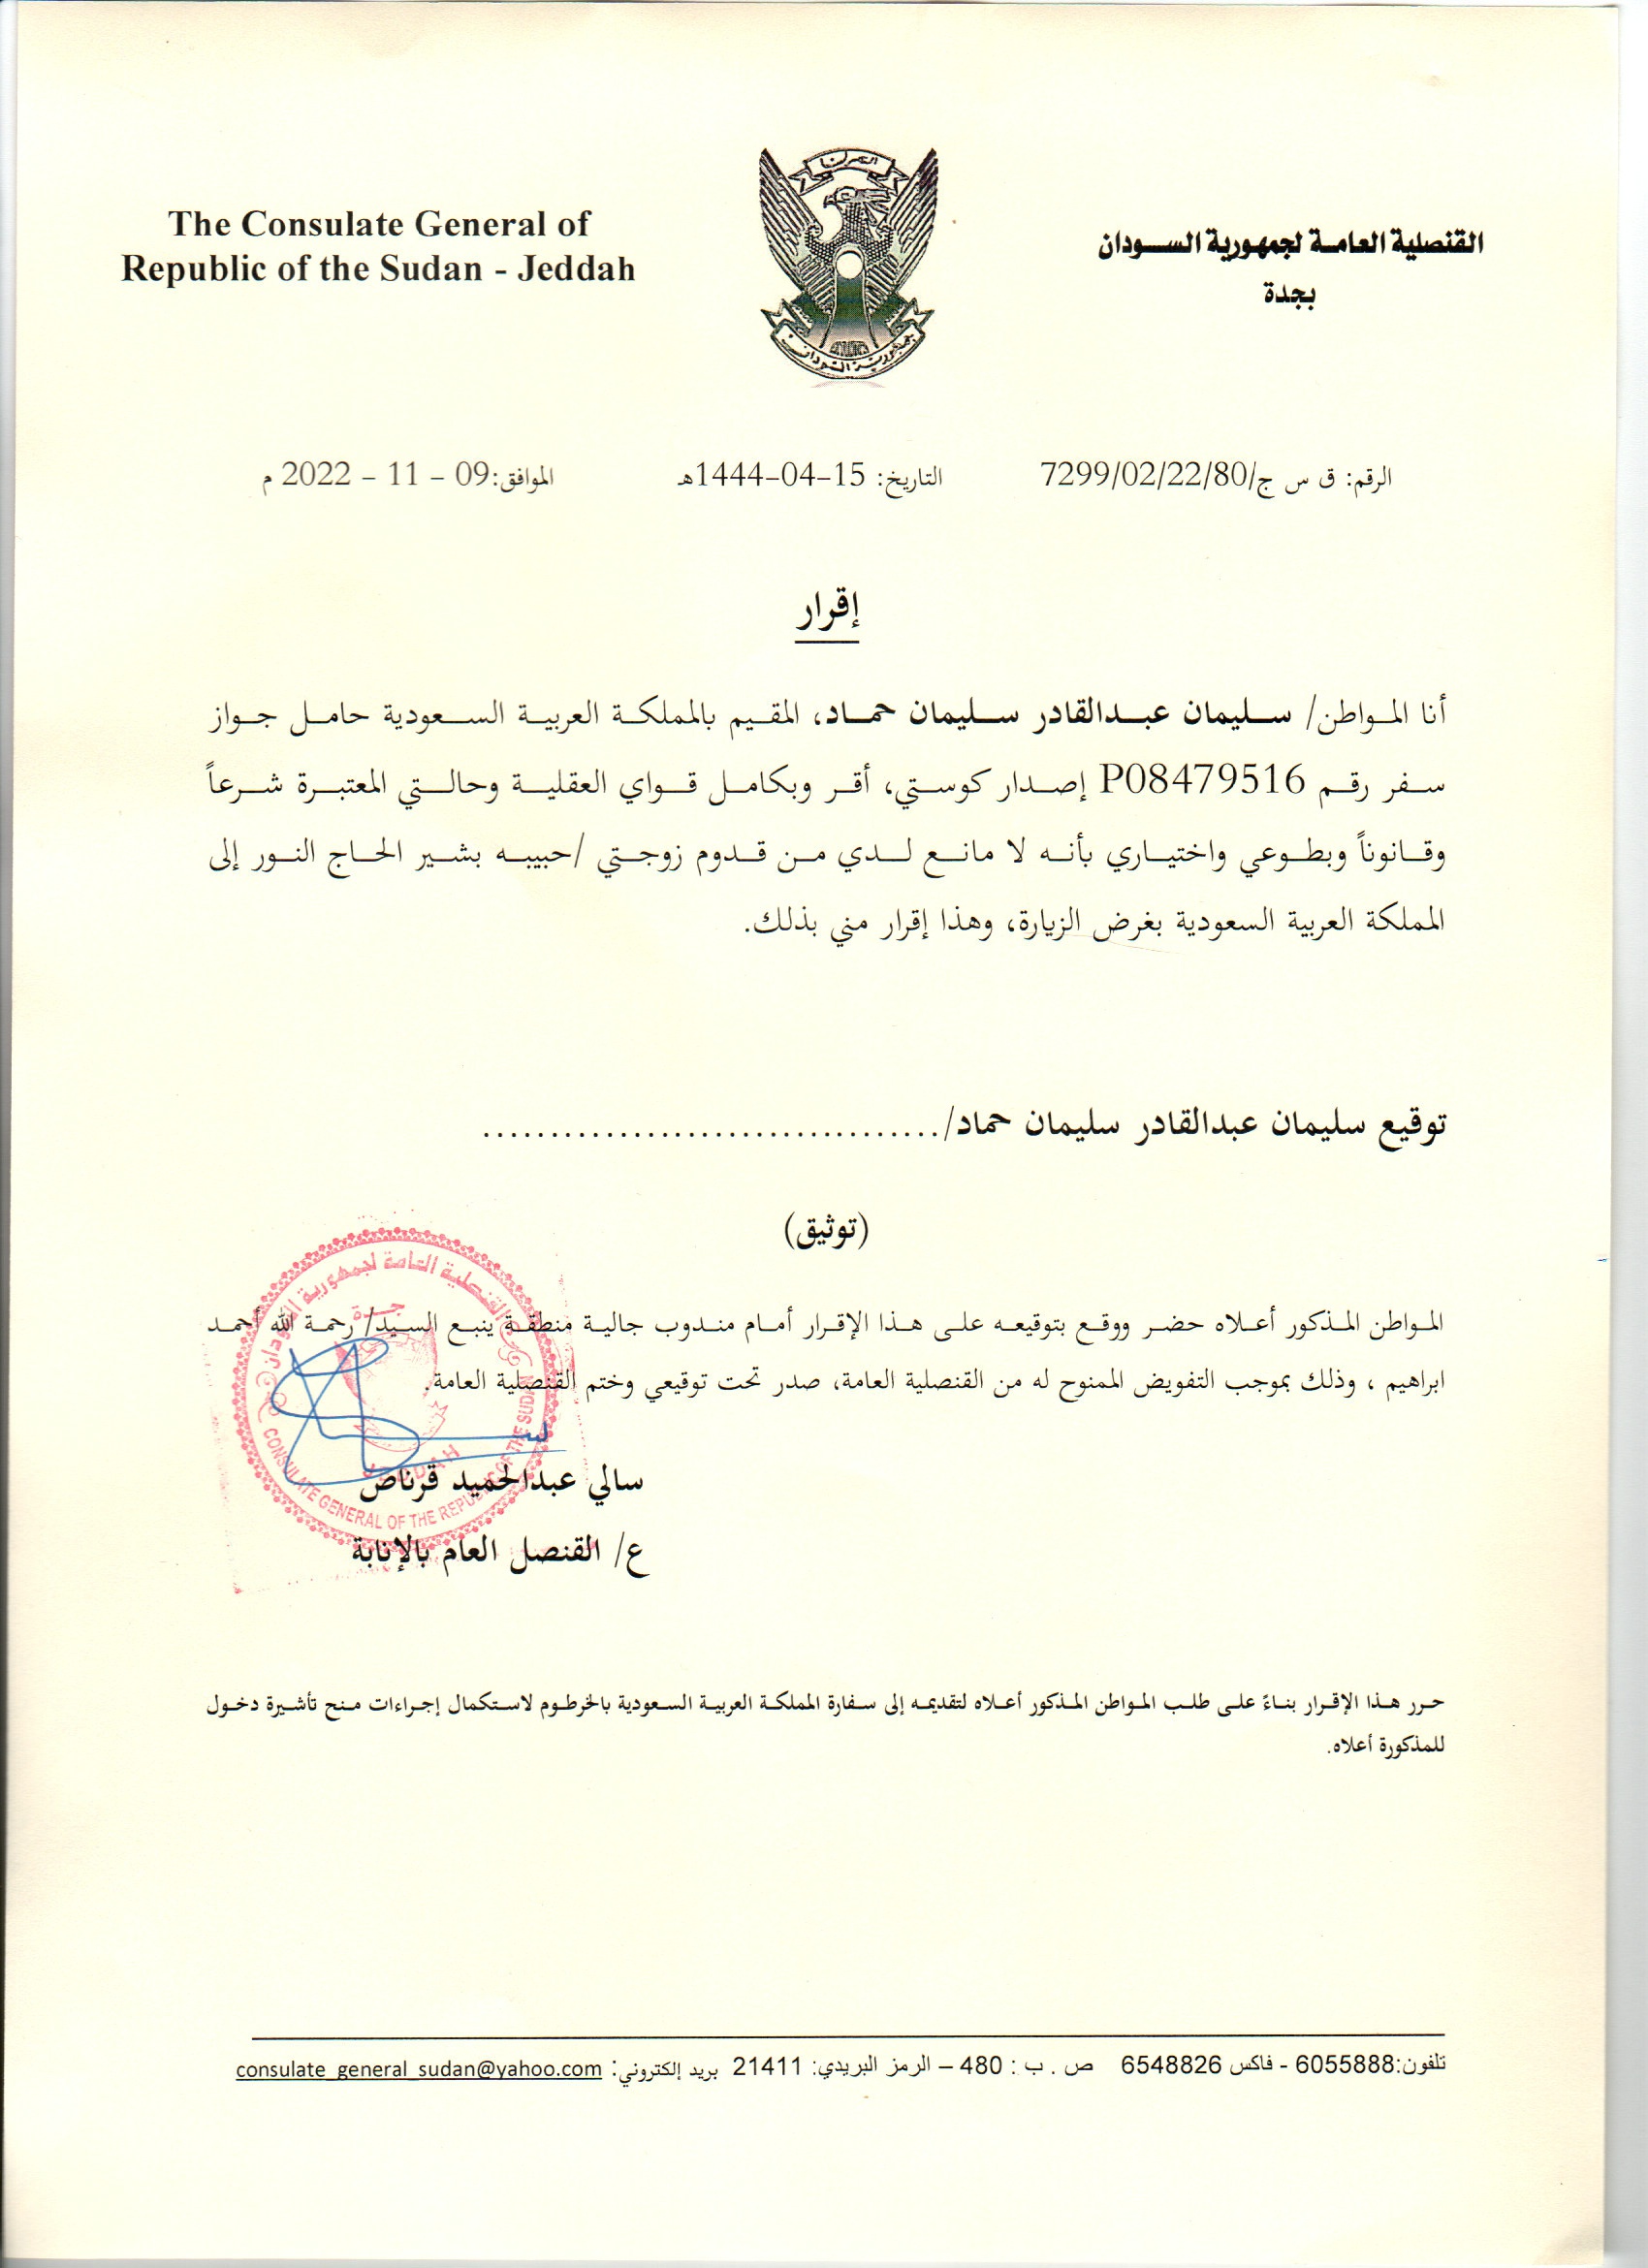 The Consulate General of
Republic of the Sudan - Jeddah
القنصلية العامة لجمهورية السودان
بجدة
النصر لنا
جمهورية السودان
الرقم: ق س ج/7299/02/22/80
التاريخ: 15-04-1444هـ
الموافق:09 - 11 - 2022 م
إقرار
أنا المواطن/ سليمان عبدالقادر سليمان حماد، المقيم بالمملكة العربية السعودية حامل جواز
سفر رقم P08479516 إصدار كوستي، أقر وبكامل قواي العقلية وحالتي المعتبرة شرعاً
وقانوناً وبطوعي واختياري بأنه لا مانع لدي من قدوم زوجتي /حبيبه بشير الحاج النور إلى
المملكة العربية السعودية بغرض الزيارة، وهذا إقرار مني بذلك.
توقيع سليمان عبدالقادر سليمان حماد/..................................
(توثيق)
المواطن المذكور أعلاه حضر ووقع بتوقيعه على هذا الإقرار أمام مندوب جالية منطقة ينبع السيد/ رحمة الله أحمد
ابراهيم ، وذلك بموجب التفويض الممنوح له من القنصلية العامة، صدر تحت توقيعي وختم القنصلية العامة.
القنصلية العامة لجمهورية السودان
جدة
JEDDAH
CONSULATE GENERAL OF THE REPUBLIC OF THE SUDAN
سالي عبدالحميد قرناص
ع/ القنصل العام بالإنابة
حرر هذا الإقرار بناءً على طلب المواطن المذكور أعلاه لتقديمه إلى سفارة المملكة العربية السعودية بالخرطوم لاستكمال إجراءات منح تأشيرة دخول
للمذكورة أعلاه.
تلفون:6055888 - فاكس 6548826 ص . ب : 480 – الرمز البريدي: 21411 بريد إلكتروني: consulate_general_sudan@yahoo.com